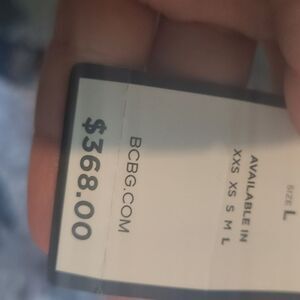 SIZE L
AVAILABLE IN
XXS XS S M L
BCBG.COM
$368.00